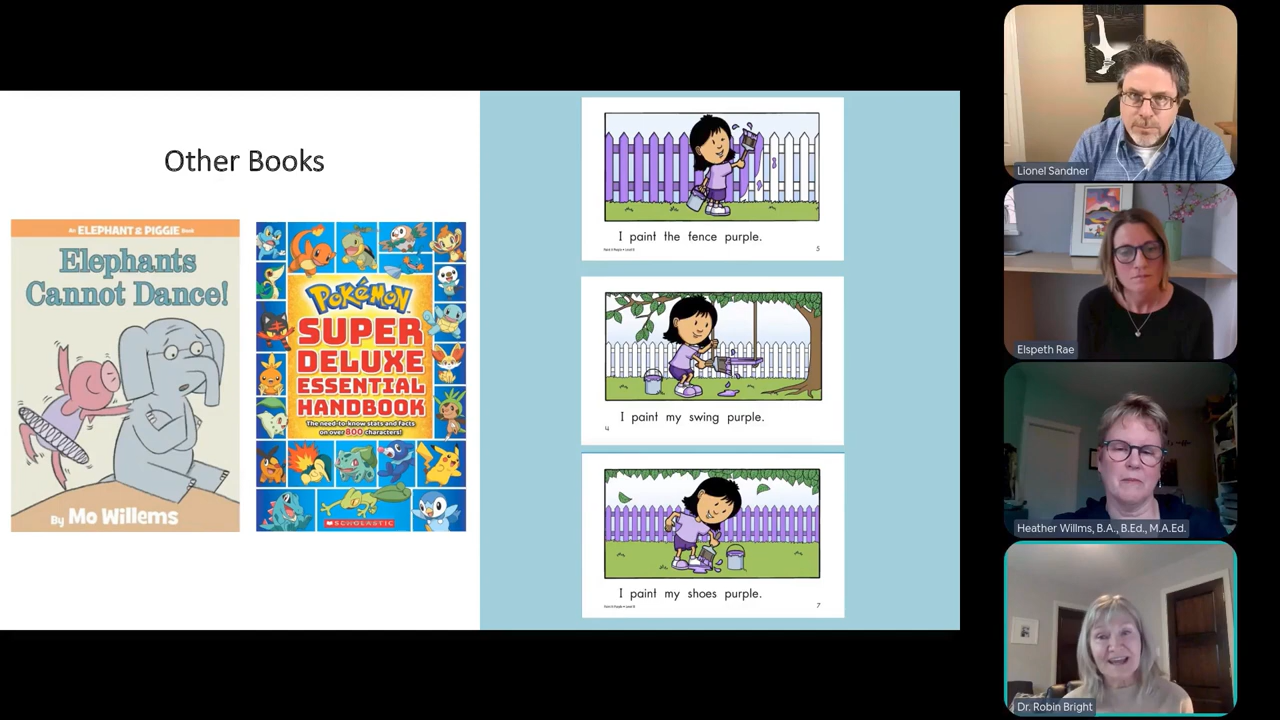 Other Books
An ELEPHANT & PIGGIE Book
Elephants
Cannot Dance!
By Mo Willems
POKÉMON
SUPER
DELUXE
ESSENTIAL
HANDBOOK
The need-to-know stats and facts
on over 800 characters!
SCHOLASTIC
I paint the fence purple.
5
I paint my swing purple.
4
I paint my shoes purple.
7
Lionel Sandner
Elspeth Rae
Heather Willms, B.A., B.Ed., M.A.Ed.
Dr. Robin Bright